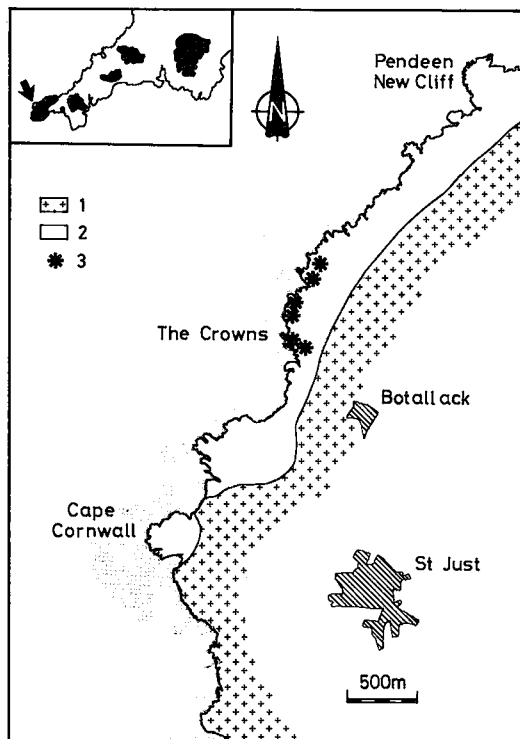 Pendeen
New Cliff
N
1
2
3
The Crowns
Botallack
Cape
Cornwall
St Just
500m